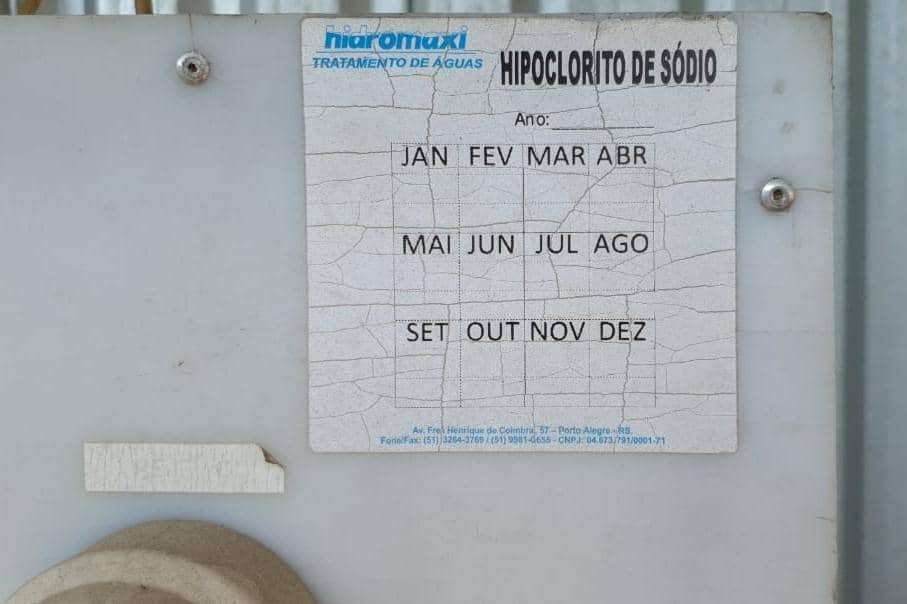 hidromaxi
TRATAMENTO DE ÁGUAS
HIPOCLORITO DE SÓDIO
Ano:
JAN FEV MAR ABR
MAI JUN JUL AGO
SET OUT NOV DEZ
Av. Frei Henrique de Coimbra, 57 – Porto Alegre - RS.
Fone/Fax: (51) 3264-3769 / (51) 9981-0655 - CNPJ: 04.673.791/0001-71